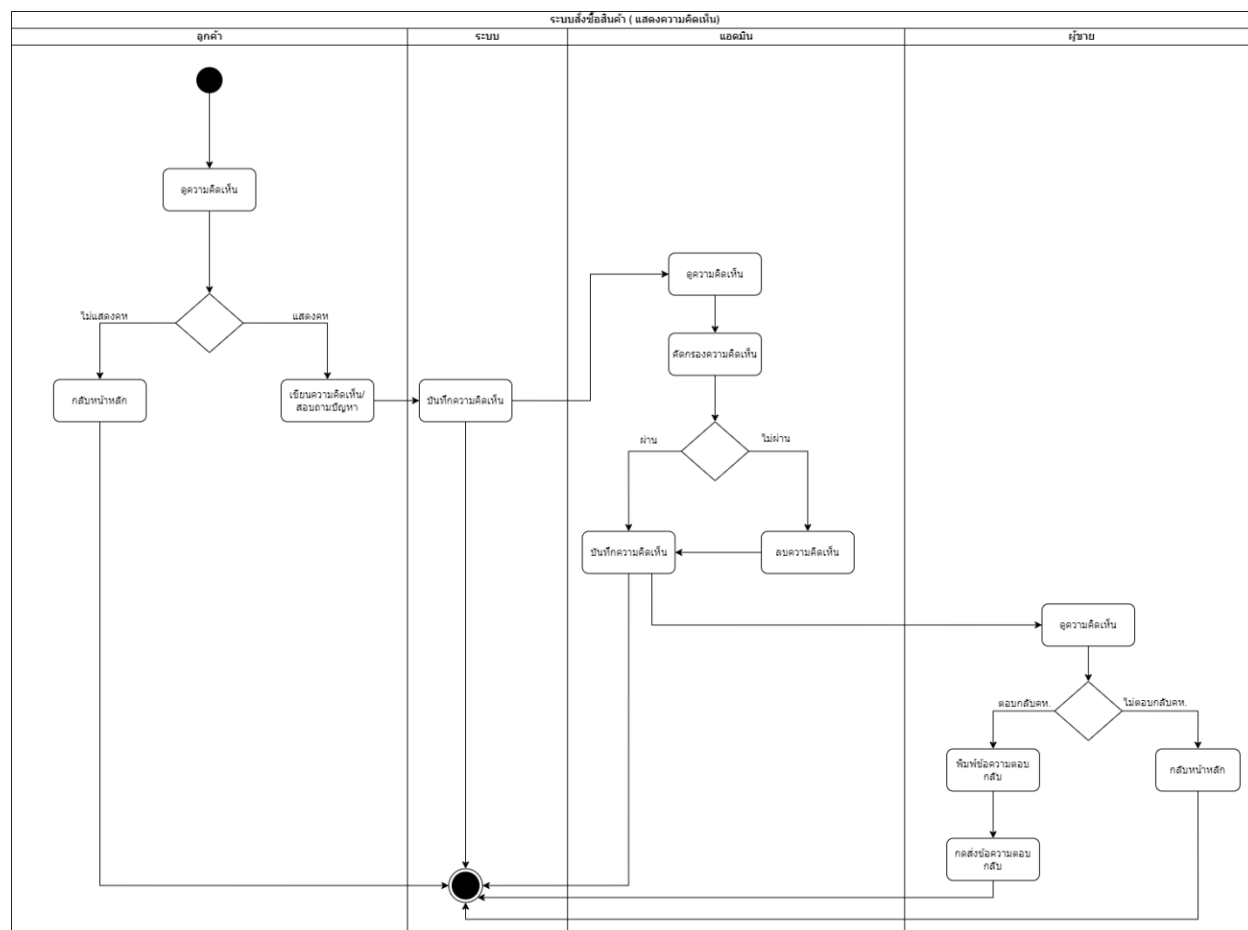 ระบบสั่งซื้อสินค้า ( แสดงความคิดเห็น)
ลูกค้า
ระบบ
แอดมิน
ผู้ขาย
ดูความคิดเห็น
ดูความคิดเห็น
ไม่แสดงคห
แสดงคห
คัดกรองความคิดเห็น
กลับหน้าหลัก
เขียนความคิดเห็น/
สอบถามปัญหา
บันทึกความคิดเห็น
ผ่าน
ไม่ผ่าน
บันทึกความคิดเห็น
ลบความคิดเห็น
ดูความคิดเห็น
ตอบกลับคห.
ไม่ตอบกลับคห.
พิมพ์ข้อความตอบ
กลับ
กลับหน้าหลัก
กดส่งข้อความตอบ
กลับ